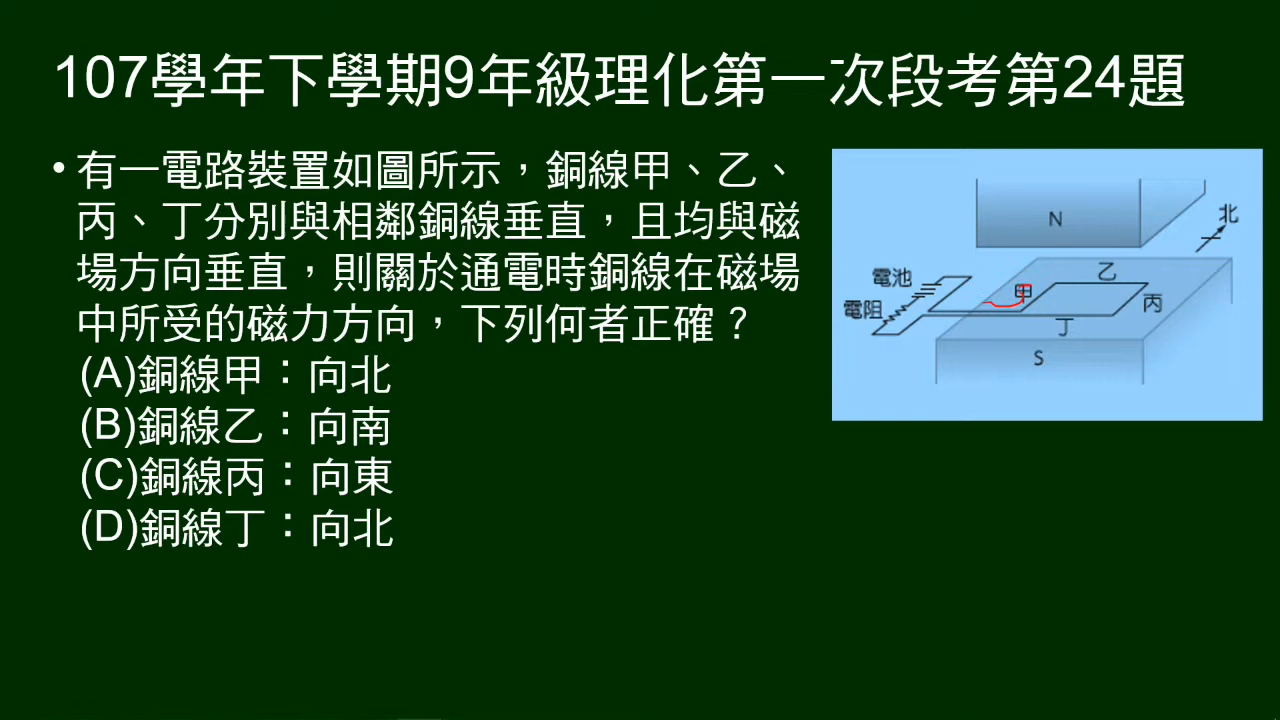 107學年下學期9年級理化第一次段考第24題
• 有一電路裝置如圖所示，銅線甲、乙、
丙、丁分別與相鄰銅線垂直，且均與磁
場方向垂直，則關於通電時銅線在磁場
中所受的磁力方向，下列何者正確？
(A)銅線甲：向北
(B)銅線乙：向南
(C)銅線丙：向東
(D)銅線丁：向北
N
北
電池
乙
甲
電阻
丙
丁
S